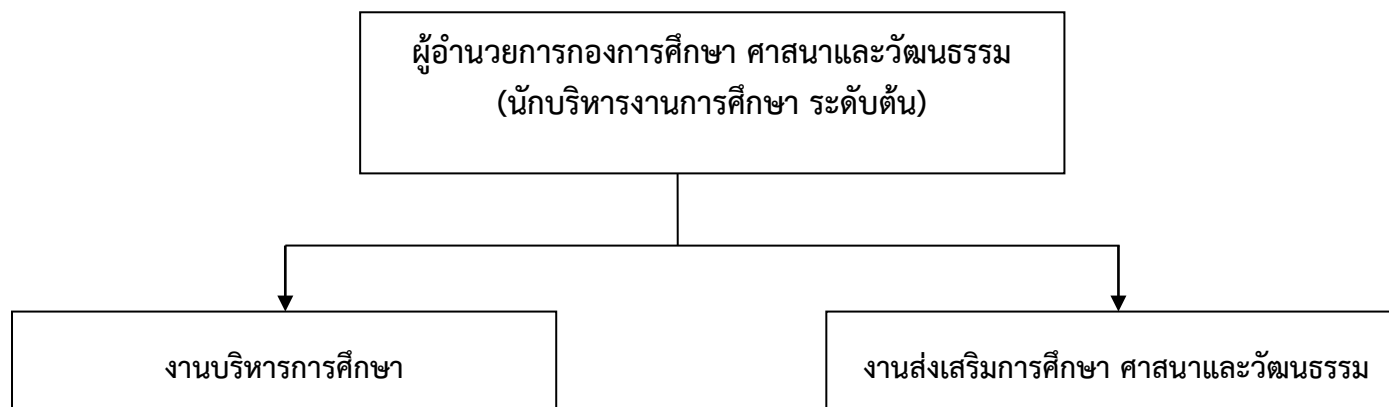 ผู้อำนวยการกองการศึกษา ศาสนาและวัฒนธรรม
(นักบริหารงานการศึกษา ระดับต้น)
งานบริหารการศึกษา
งานส่งเสริมการศึกษา ศาสนาและวัฒนธรรม